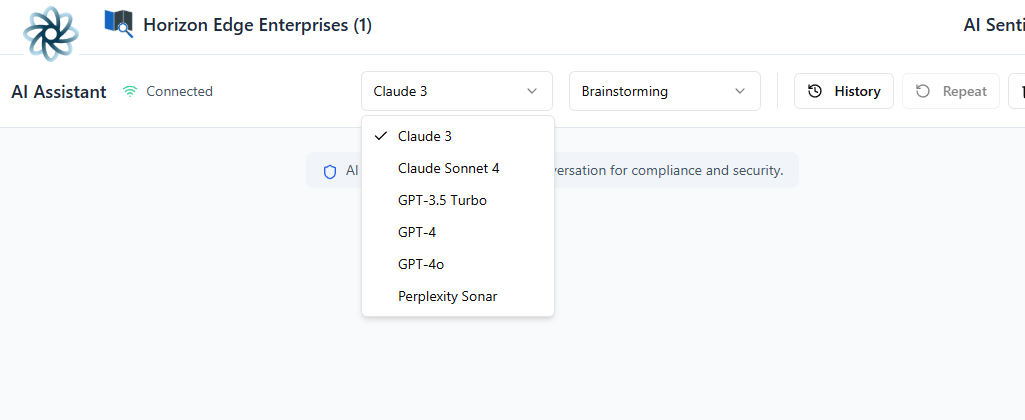 Horizon Edge Enterprises (1)
AI Senti
AI Assistant
Connected
Claude 3
Brainstorming
History
Repeat
Claude 3
Claude Sonnet 4
GPT-3.5 Turbo
GPT-4
GPT-4o
Perplexity Sonar
AI
versation for compliance and security.